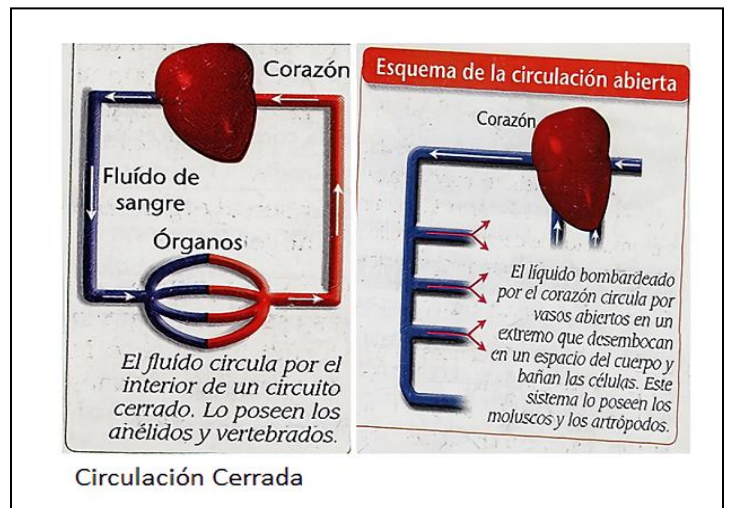 Corazón
Fluído de
sangre
Órganos
El fluído circula por el
interior de un circuito
cerrado. Lo poseen los
anélidos y vertebrados.
Circulación Cerrada
Esquema de la circulación abierta
Corazón
El líquido bombardeado
por el corazón circula por
vasos abiertos en un
extremo que desembocan
en un espacio del cuerpo y
bañan las células. Este
sistema lo poseen los
moluscos y los artrópodos.